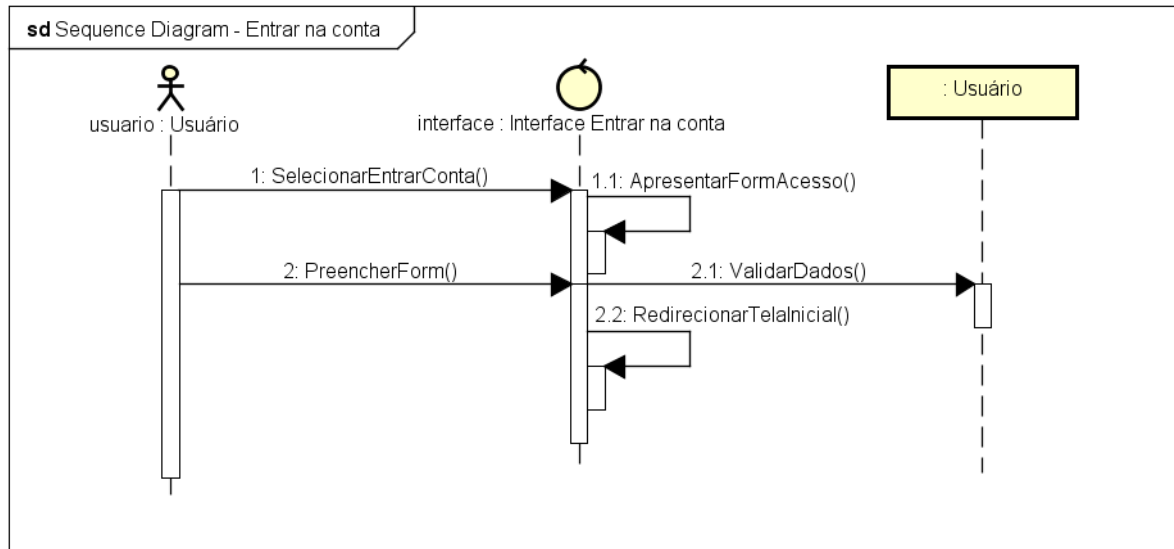 sd Sequence Diagram - Entrar na conta
usuario : Usuário
interface : Interface Entrar na conta
: Usuário
1: SelecionarEntrarConta()
1.1: ApresentarFormAcesso()
2: PreencherForm()
2.1: ValidarDados()
2.2: RedirecionarTelaInicial()